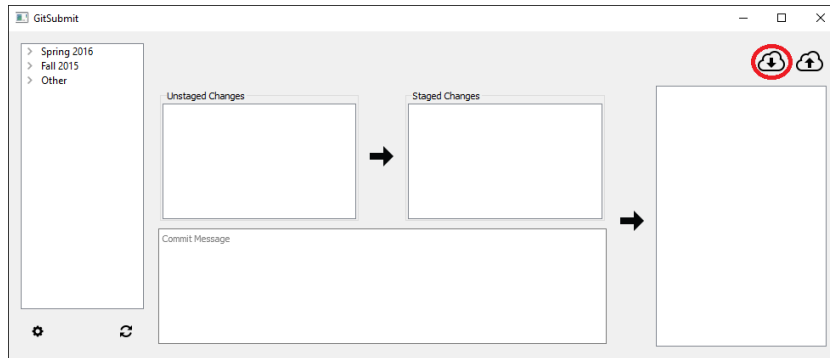 GitSubmit
Spring 2016
Fall 2015
Other
Unstaged Changes
Staged Changes
Commit Message